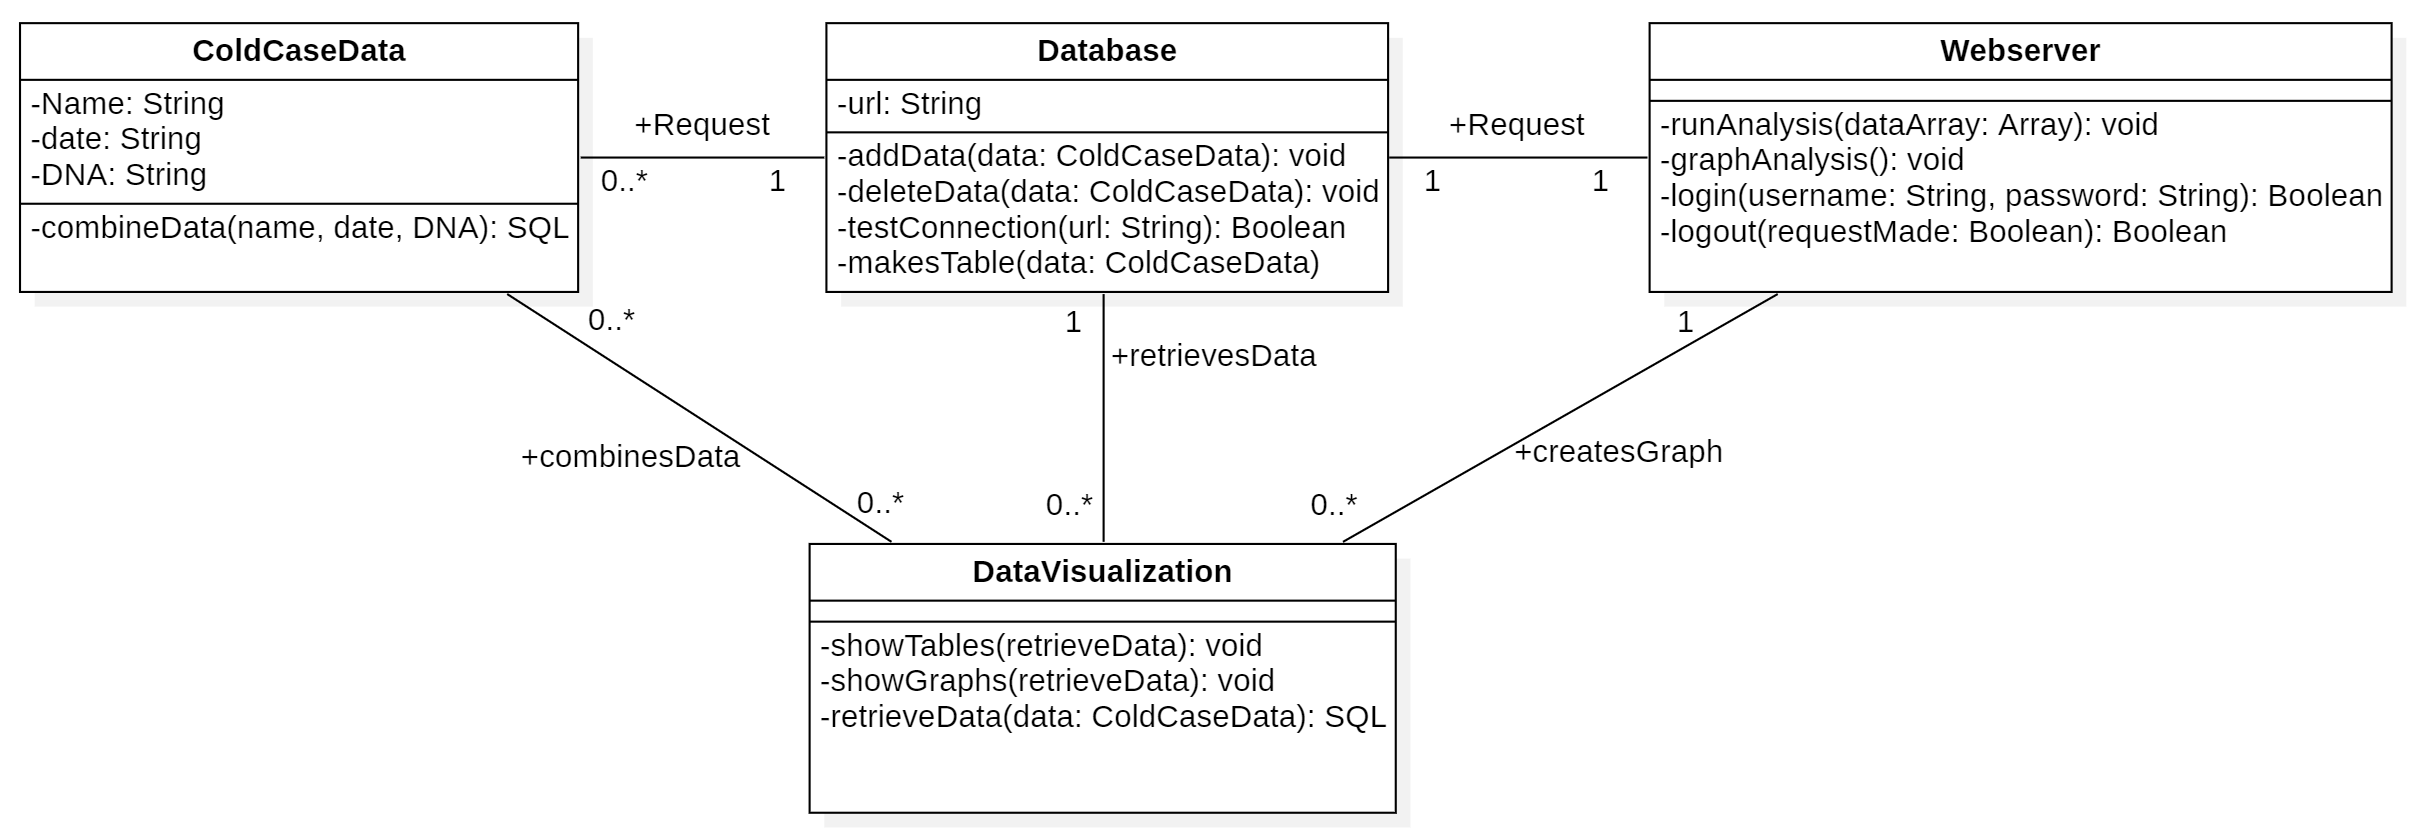 ColdCaseData
-Name: String
-date: String
-DNA: String
-combineData(name, date, DNA): SQL
+Request
0..*
1
Database
-url: String
-addData(data: ColdCaseData): void
-deleteData(data: ColdCaseData): void
-testConnection(url: String): Boolean
-makesTable(data: ColdCaseData)
+Request
1
1
Webserver
-runAnalysis(dataArray: Array): void
-graphAnalysis(): void
-login(username: String, password: String): Boolean
-logout(requestMade: Boolean): Boolean
0..*
+combinesData
0..*
1
+retrievesData
0..*
1
+createsGraph
0..*
DataVisualization
-showTables(retrieveData): void
-showGraphs(retrieveData): void
-retrieveData(data: ColdCaseData): SQL